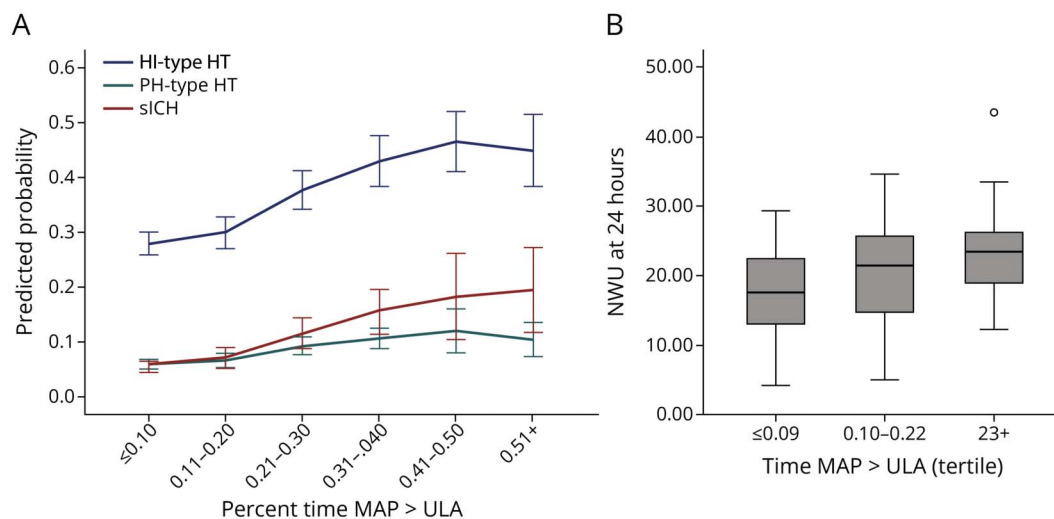 A
Predicted probability
0.6
0.5
0.4
0.3
0.2
0.1
0.0
HI-type HT
PH-type HT
sICH
≤0.10
0.11–0.20
0.21–0.30
0.31–.040
0.41–0.50
0.51+
Percent time MAP > ULA
B
NWU at 24 hours
50.00
40.00
30.00
20.00
10.00
0.00
≤0.09
0.10–0.22
23+
Time MAP > ULA (tertile)